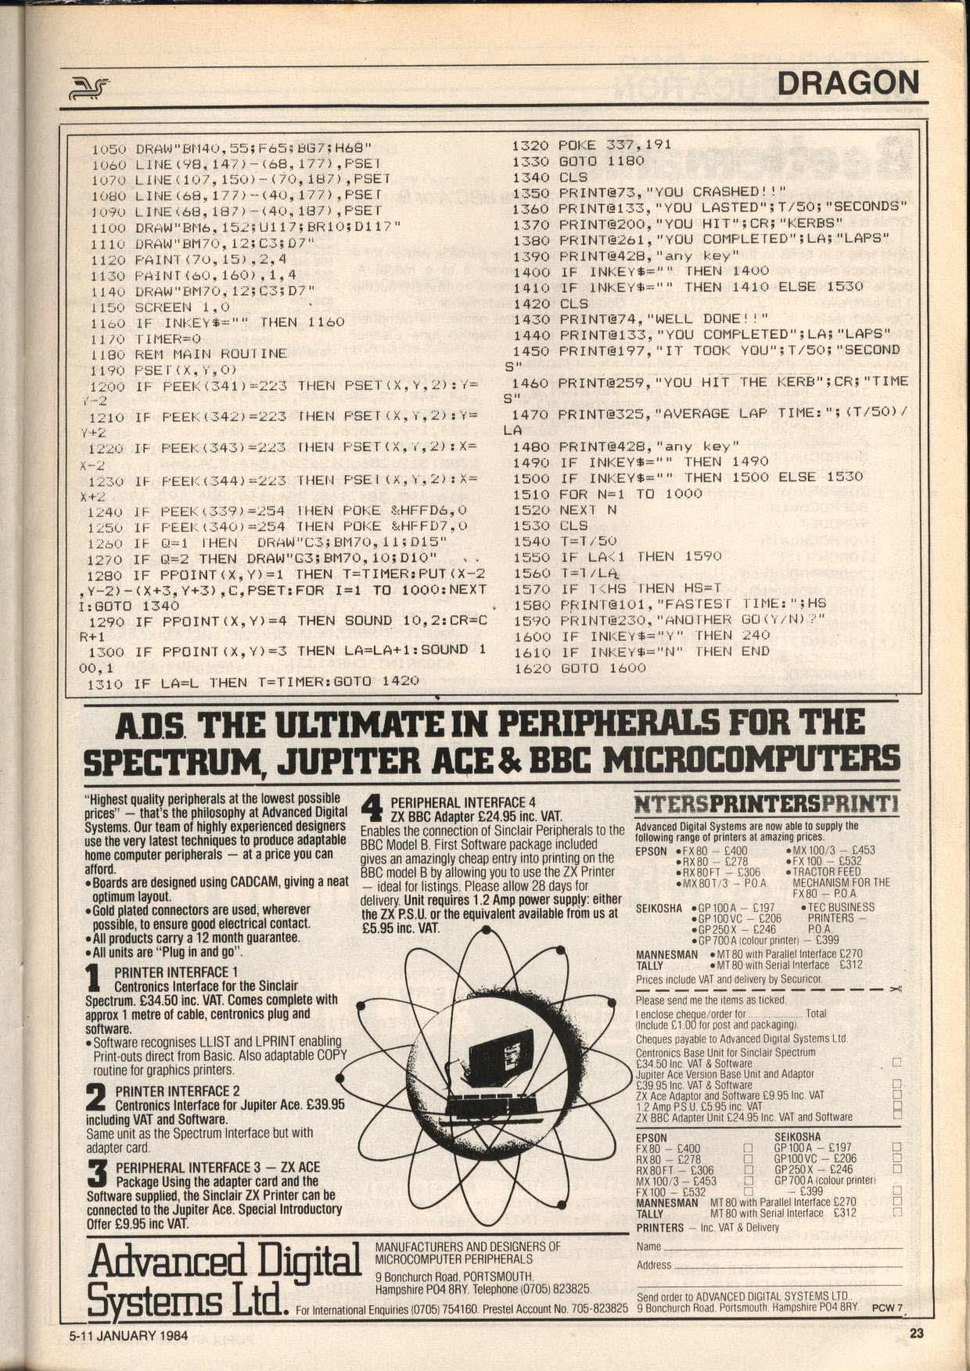 DRAGON
1050 DRAW"BM40,55;F65;BG7;H68"
1060 LINE(98,147)-(68,177),PSET
1070 LINE(107,150)-(70,187),PSET
1080 LINE(68,177)-(40,177),PSET
1090 LINE(68,187)-(40,187),PSET
1100 DRAW"BM6,152;U117;BR10;D117"
1110 DRAW"BM70,12;C3;D7"
1120 PAINT(70,15),2,4
1130 PAINT(60,160),1,4
1140 DRAW"BM70,12;C3;D7"
1150 SCREEN 1,0
1160 IF INKEY$="" THEN 1160
1170 TIMER=0
1180 REM MAIN ROUTINE
1190 PSET(X,Y,0)
1200 IF PEEK(341)=223 THEN PSET(X,Y,2):Y=
Y-2
1210 IF PEEK(342)=223 THEN PSET(X,Y,2):Y=
Y+2
1220 IF PEEK(343)=223 THEN PSET(X,Y,2):X=
X-2
1230 IF PEEK(344)=223 THEN PSET(X,Y,2):X=
X+2
1240 IF PEEK(339)=254 THEN POKE &HFFD6,0
1250 IF PEEK(340)=254 THEN POKE &HFFD7,0
1260 IF Q=1 THEN DRAW"C3;BM70,11;D15"
1270 IF Q=2 THEN DRAW"C3;BM70,10;D10"
1280 IF PPOINT(X,Y)=1 THEN T=TIMER:PUT(X-2
,Y-2)-(X+3,Y+3),C,PSET:FOR I=1 TO 1000:NEXT
I:GOTO 1340
1290 IF PPOINT(X,Y)=4 THEN SOUND 10,2:CR=C
R+1
1300 IF PPOINT(X,Y)=3 THEN LA=LA+1:SOUND 1
00,1
1310 IF LA=L THEN T=TIMER:GOTO 1420
1320 POKE 337,191
1330 GOTO 1180
1340 CLS
1350 PRINT@73,"YOU CRASHED!!"
1360 PRINT@133,"YOU LASTED";T/50;"SECONDS"
1370 PRINT@200,"YOU HIT";CR;"KERBS"
1380 PRINT@261,"YOU COMPLETED";LA;"LAPS"
1390 PRINT@428,"any key"
1400 IF INKEY$="" THEN 1400
1410 IF INKEY$="" THEN 1410 ELSE 1530
1420 CLS
1430 PRINT@74,"WELL DONE!!"
1440 PRINT@133,"YOU COMPLETED";LA;"LAPS"
1450 PRINT@197,"IT TOOK YOU";T/50;"SECOND
S"
1460 PRINT@259,"YOU HIT THE KERB";CR;"TIME
S"
1470 PRINT@325,"AVERAGE LAP TIME:";(T/50)/
LA
1480 PRINT@428,"any key"
1490 IF INKEY$="" THEN 1490
1500 IF INKEY$="" THEN 1500 ELSE 1530
1510 FOR N=1 TO 1000
1520 NEXT N
1530 CLS
1540 T=T/50
1550 IF LA<1 THEN 1590
1560 T=T/LA
1570 IF T<HS THEN HS=T
1580 PRINT@101,"FASTEST TIME:";HS
1590 PRINT@230,"ANOTHER GO(Y/N)?"
1600 IF INKEY$="Y" THEN 240
1610 IF INKEY$="N" THEN END
1620 GOTO 1600
A.D.S. THE ULTIMATE IN PERIPHERALS FOR THE
SPECTRUM, JUPITER ACE & BBC MICROCOMPUTERS
"Highest quality peripherals at the lowest possible
prices" — that's the philosophy at Advanced Digital
Systems. Our team of highly experienced designers
use the very latest techniques to produce adaptable
home computer peripherals — at a price you can
afford.
• Boards are designed using CADCAM, giving a neat
optimum layout.
• Gold plated connectors are used, wherever
possible, to ensure good electrical contact.
• All products carry a 12 month guarantee.
• All units are "Plug in and go".
1 PRINTER INTERFACE 1
Centronics Interface for the Sinclair
Spectrum. £34.50 inc. VAT. Comes complete with
approx 1 metre of cable, centronics plug and
software.
• Software recognises LLIST and LPRINT enabling
Print-outs direct from Basic. Also adaptable COPY
routine for graphics printers.
2 PRINTER INTERFACE 2
Centronics Interface for Jupiter Ace. £39.95
including VAT and Software.
Same unit as the Spectrum Interface but with
adapter card.
3 PERIPHERAL INTERFACE 3 — ZX ACE
Package Using the adapter card and the
Software supplied, the Sinclair ZX Printer can be
connected to the Jupiter Ace. Special Introductory
Offer £9.95 inc VAT.
4 PERIPHERAL INTERFACE 4
ZX BBC Adapter £24.95 inc. VAT.
Enables the connection of Sinclair Peripherals to the
BBC Model B. First Software package included
gives an amazingly cheap entry into printing on the
BBC model B by allowing you to use the ZX Printer
— ideal for listings. Please allow 28 days for
delivery. Unit requires 1.2 Amp power supply: either
the ZX P.S.U. or the equivalent available from us at
£5.95 inc. VAT.
NTERSPRINTERSPRINTI
Advanced Digital Systems are now able to supply the
following range of printers at amazing prices.
EPSON • FX 80 – £400 • MX 100/3 – £453
• RX 80 – £278 • FX 100 – £532
• RX 80 FT – £306 • TRACTOR FEED
• MX 80 T/3 – P.O.A. MECHANISM FOR THE
FX 80 – P.O.A.
SEIKOSHA • GP 100 A – £197 • TEC BUSINESS
• GP 100 VC – £206 PRINTERS –
• GP 250 X – £246 P.O.A.
• GP 700 A (colour printer) – £399
MANNESMAN • MT 80 with Parallel Interface £270
TALLY • MT 80 with Serial Interface £312
Prices include VAT and delivery by Securicor.
Please send me the items as ticked.
I enclose cheque/order for .................. Total
(Include £1.00 for post and packaging).
Cheques payable to Advanced Digital Systems Ltd.
Centronics Base Unit for Sinclair Spectrum
£34.50 Inc. VAT & Software
Jupiter Ace Version Base Unit and Adaptor
£39.95 Inc. VAT & Software
ZX Ace Adaptor and Software £9.95 Inc. VAT
1.2 Amp P.S.U. £5.95 inc. VAT
ZX BBC Adapter Unit £24.95 Inc. VAT and Software
EPSON SEIKOSHA
FX 80 – £400 GP 100 A – £197
RX 80 – £278 GP 100 VC – £206
RX 80 FT – £306 GP 250 X – £246
MX 100/3 – £453 GP 700 A (colour printer)
FX 100 – £532 – £399
MANNESMAN MT 80 with Parallel Interface £270
TALLY MT 80 with Serial Interface £312
PRINTERS – Inc. VAT & Delivery
Name
Address
Send order to ADVANCED DIGITAL SYSTEMS LTD.
9 Bonchurch Road, Portsmouth, Hampshire PO4 8RY. PCW 7
Advanced Digital
Systems Ltd.
MANUFACTURERS AND DESIGNERS OF
MICROCOMPUTER PERIPHERALS
9 Bonchurch Road, PORTSMOUTH,
Hampshire PO4 8RY. Telephone (0705) 823825.
For International Enquiries (0705) 754160. Prestel Account No. 705-823825
5-11 JANUARY 1984
23